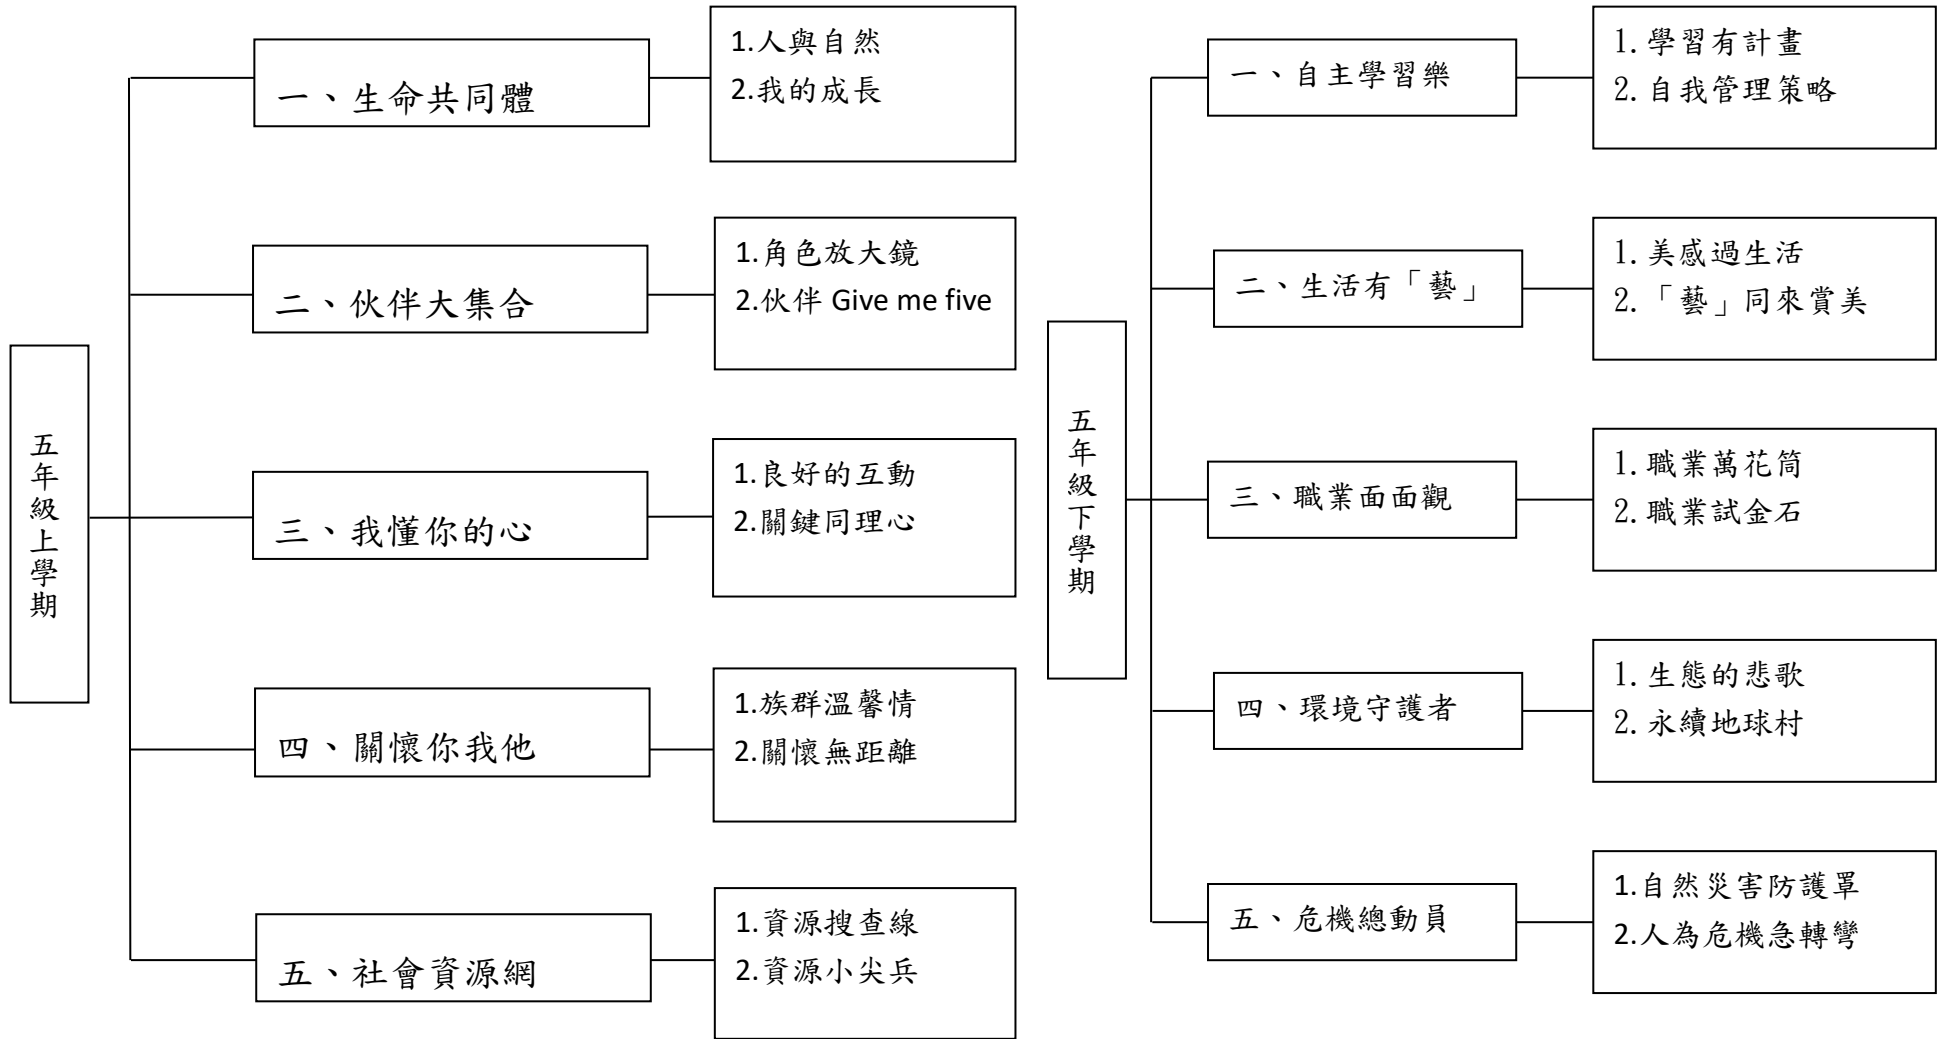 五年級上學期
一、生命共同體
1.人與自然
2.我的成長
二、伙伴大集合
1.角色放大鏡
2.伙伴 Give me five
三、我懂你的心
1.良好的互動
2.關鍵同理心
四、關懷你我他
1.族群溫馨情
2.關懷無距離
五、社會資源網
1.資源搜查線
2.資源小尖兵
五年級下學期
一、自主學習樂
1. 學習有計畫
2. 自我管理策略
二、生活有「藝」
1. 美感過生活
2. 「藝」同來賞美
三、職業面面觀
1. 職業萬花筒
2. 職業試金石
四、環境守護者
1. 生態的悲歌
2. 永續地球村
五、危機總動員
1.自然災害防護罩
2.人為危機急轉彎